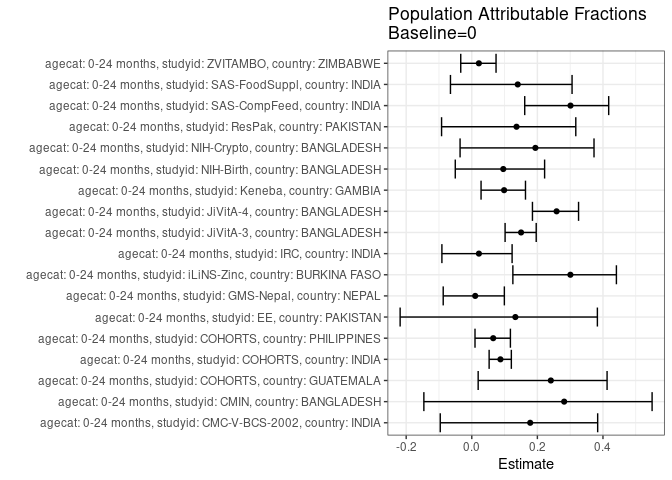 Population Attributable Fractions
Baseline=0
agecat: 0-24 months, studyid: ZVITAMBO, country: ZIMBABWE
agecat: 0-24 months, studyid: SAS-FoodSuppl, country: INDIA
agecat: 0-24 months, studyid: SAS-CompFeed, country: INDIA
agecat: 0-24 months, studyid: ResPak, country: PAKISTAN
agecat: 0-24 months, studyid: NIH-Crypto, country: BANGLADESH
agecat: 0-24 months, studyid: NIH-Birth, country: BANGLADESH
agecat: 0-24 months, studyid: Keneba, country: GAMBIA
agecat: 0-24 months, studyid: JiVitA-4, country: BANGLADESH
agecat: 0-24 months, studyid: JiVitA-3, country: BANGLADESH
agecat: 0-24 months, studyid: IRC, country: INDIA
agecat: 0-24 months, studyid: iLiNS-Zinc, country: BURKINA FASO
agecat: 0-24 months, studyid: GMS-Nepal, country: NEPAL
agecat: 0-24 months, studyid: EE, country: PAKISTAN
agecat: 0-24 months, studyid: COHORTS, country: PHILIPPINES
agecat: 0-24 months, studyid: COHORTS, country: INDIA
agecat: 0-24 months, studyid: COHORTS, country: GUATEMALA
agecat: 0-24 months, studyid: CMIN, country: BANGLADESH
agecat: 0-24 months, studyid: CMC-V-BCS-2002, country: INDIA
-0.2 0.0 0.2 0.4
Estimate